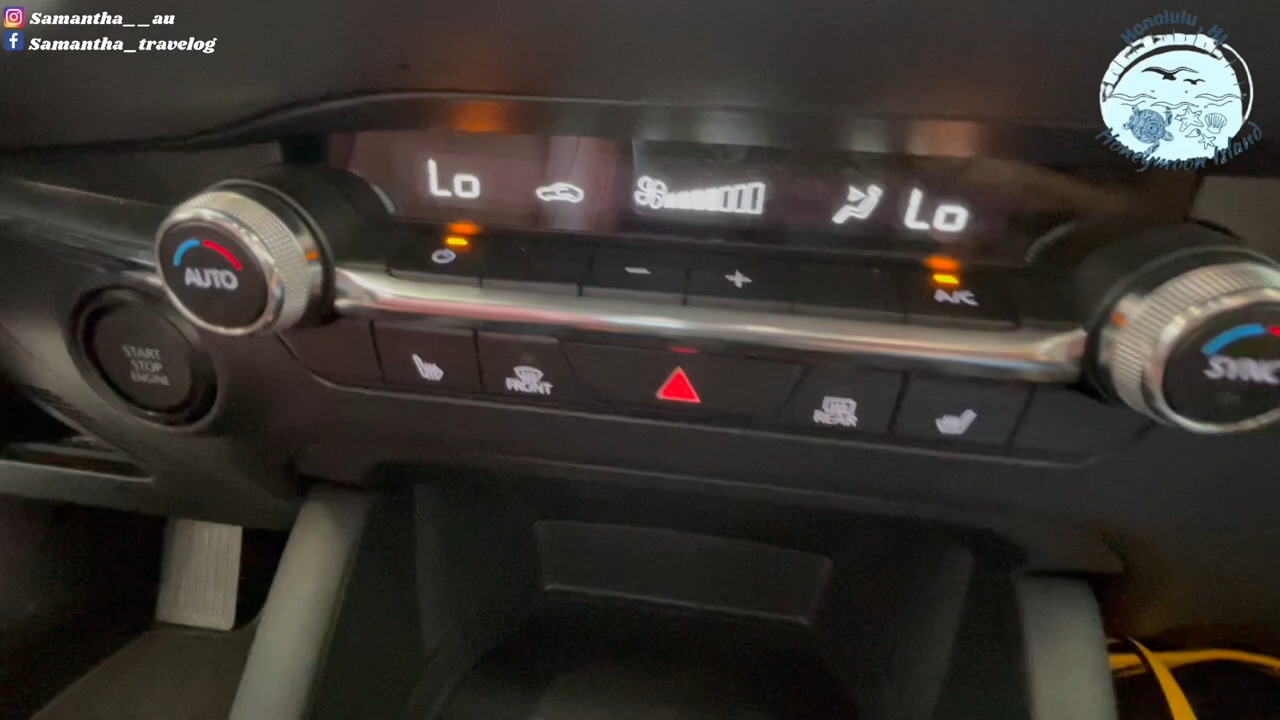 Samantha__au
Samantha_travelog
Honolulu, HI
Honeymoon Island
Lo
Lo
AUTO
A/C
START
STOP
ENGINE
FRONT
REAR
SYNC